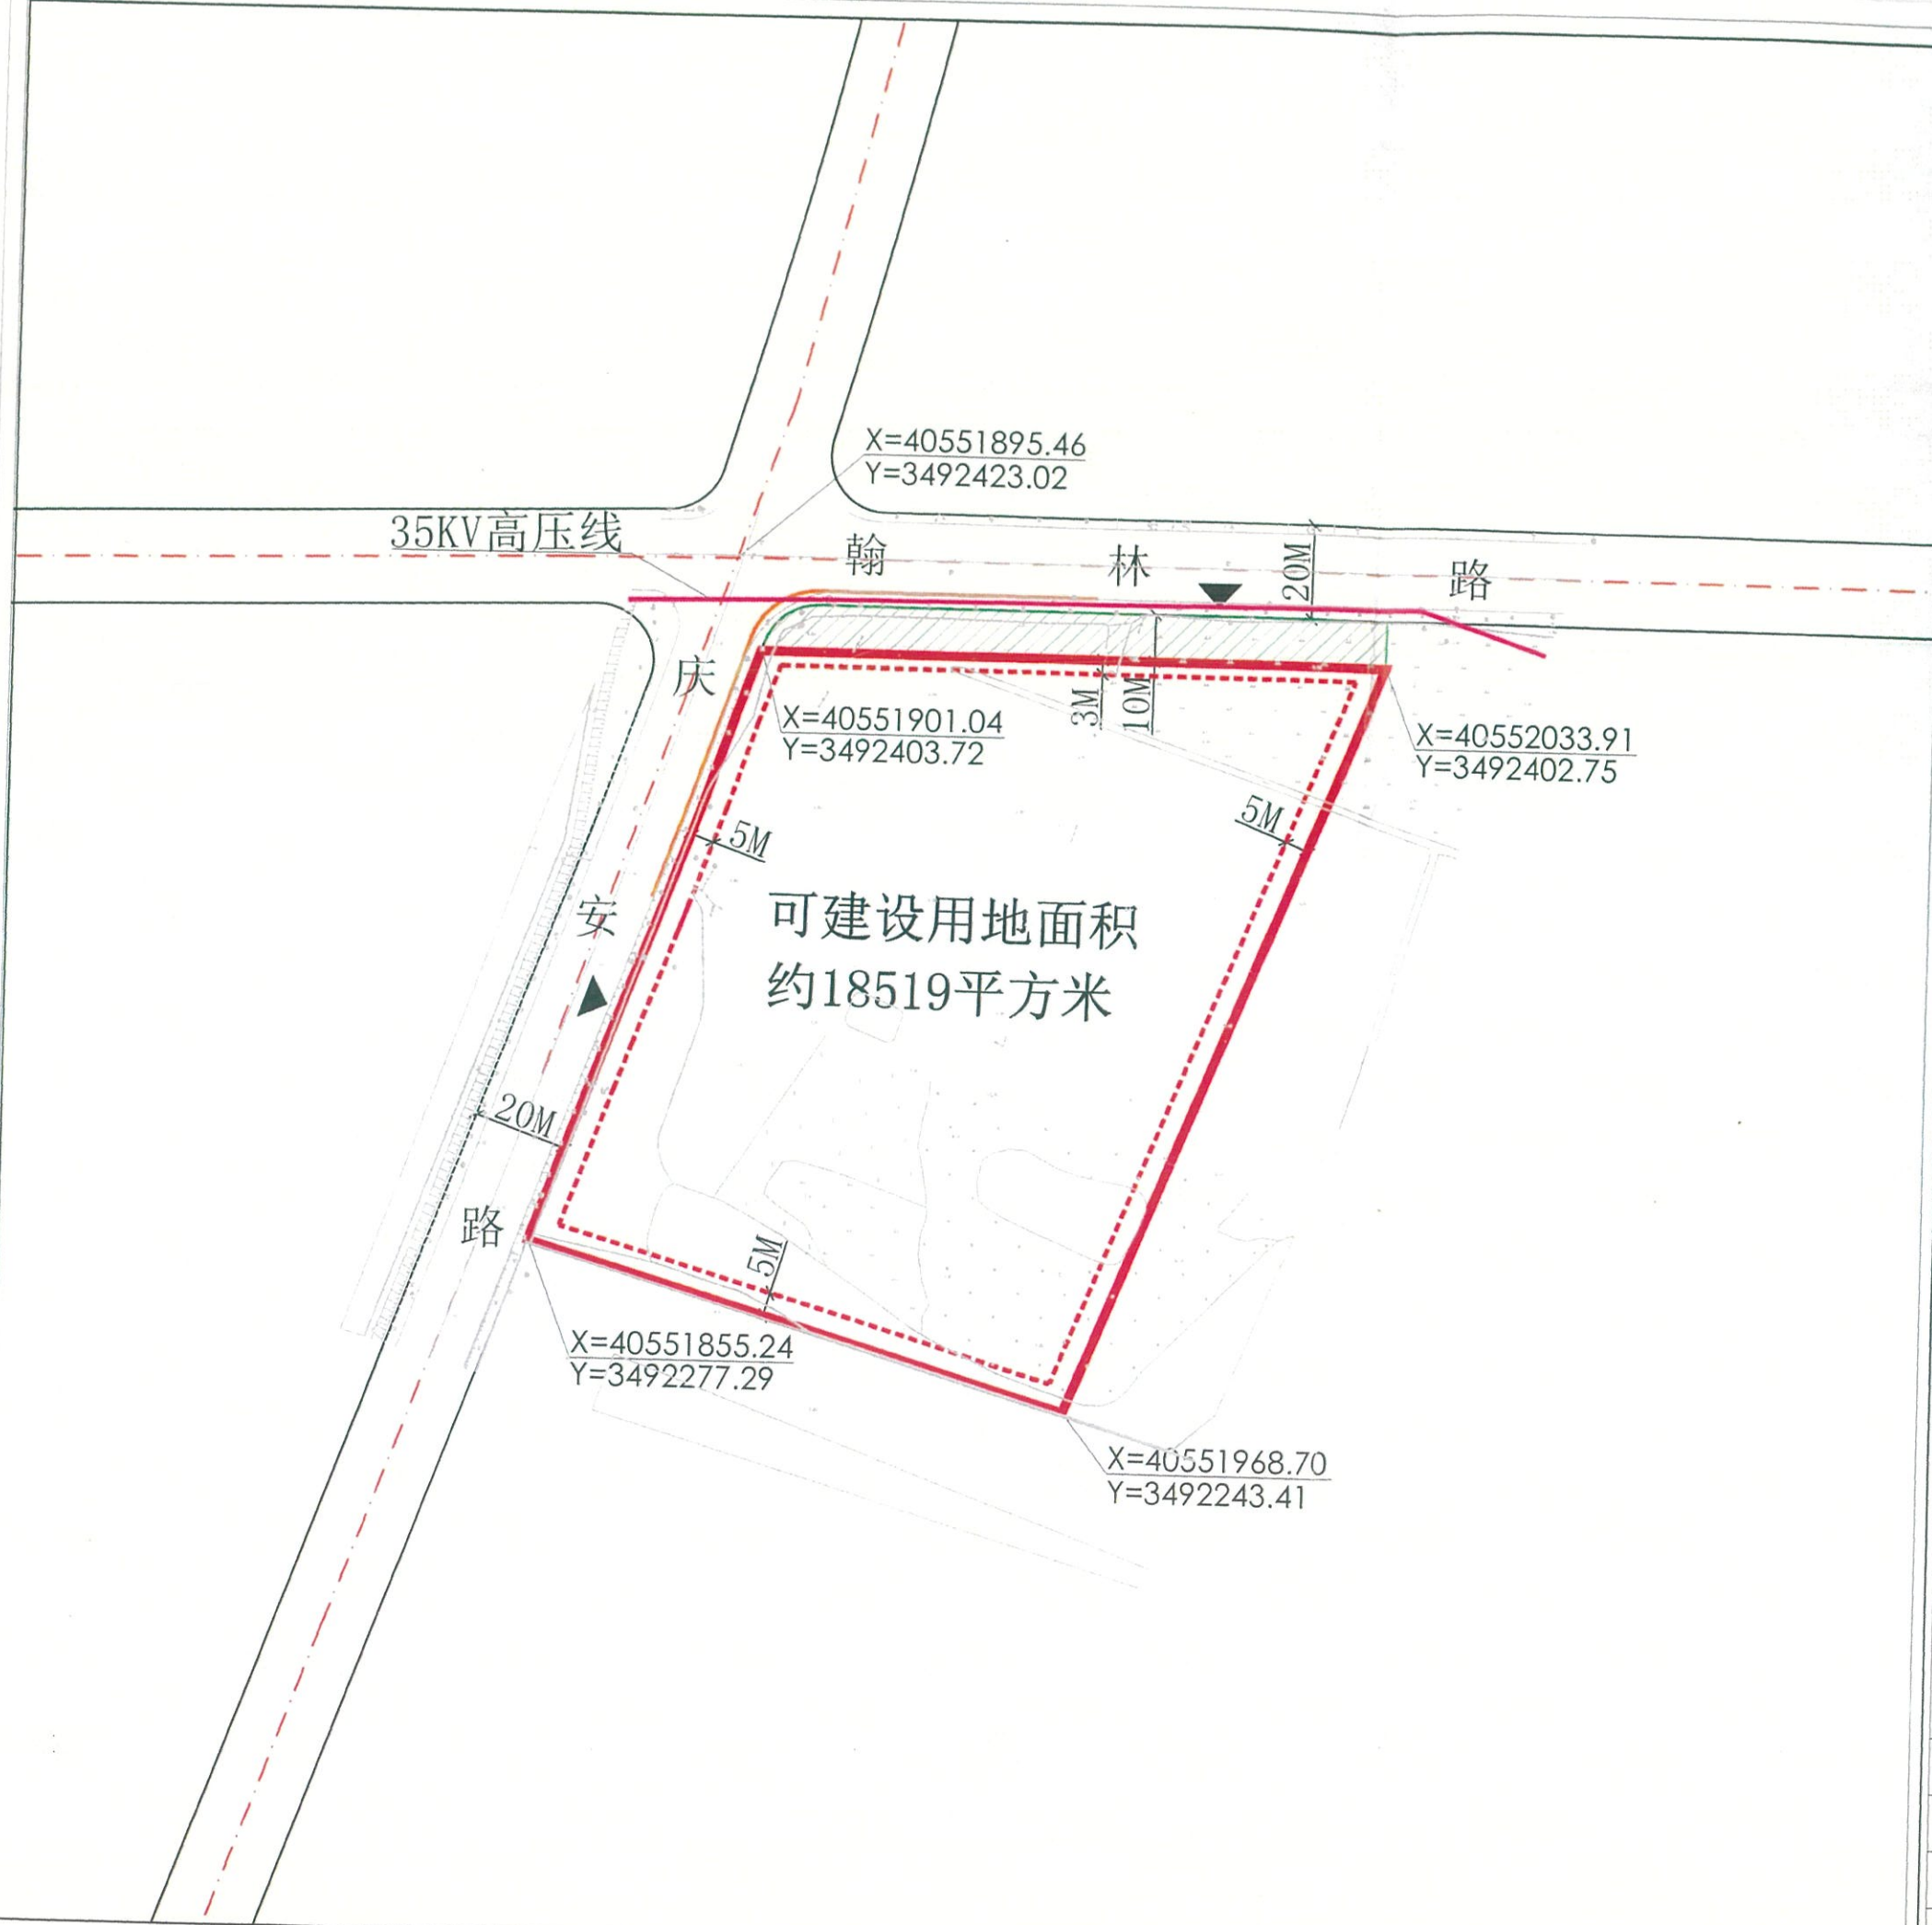 X=40551895.46
Y=3492423.02
35KV高压线
翰林路
20M
庆安路
3M
10M
X=40551901.04
Y=3492403.72
X=40552033.91
Y=3492402.75
5M
5M
可建设用地面积
约18519平方米
20M
5M
X=40551855.24
Y=3492277.29
X=40551968.70
Y=3492243.41